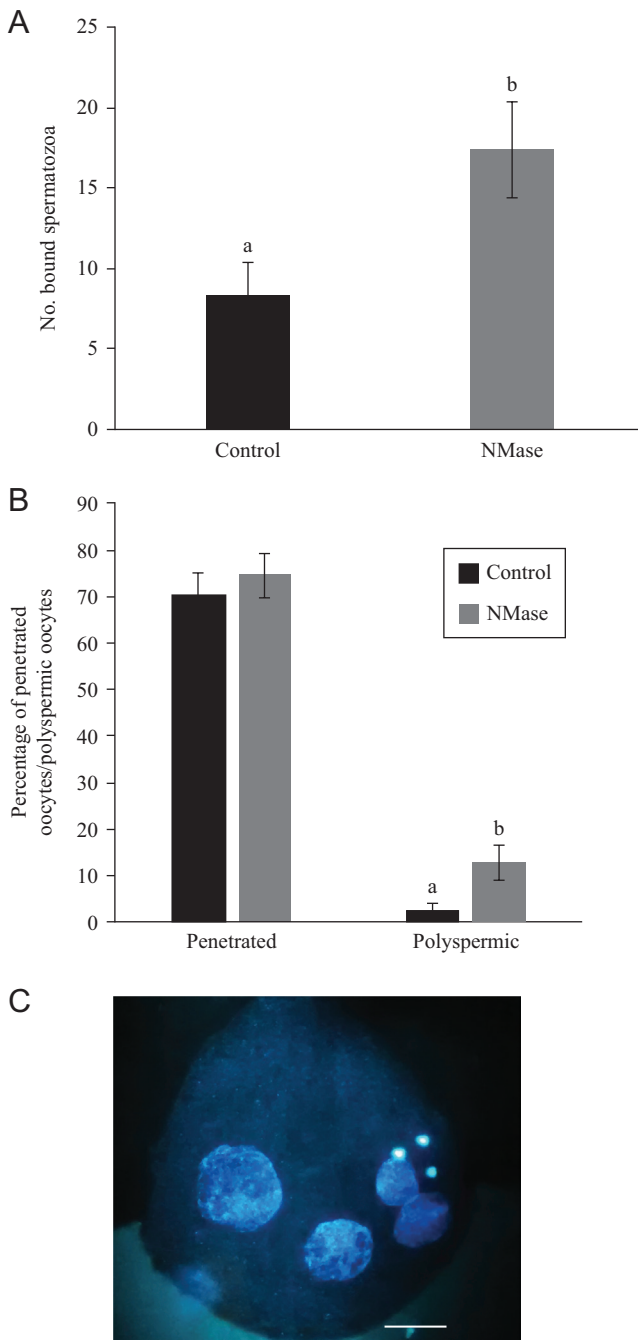 A
25
20
15
10
5
0
No. bound spermatozoa
a
b
Control
NMase
B
90
80
70
60
50
40
30
20
10
0
Percentage of penetrated
oocytes/polyspermic oocytes
Control
NMase
a
b
Penetrated
Polyspermic
C